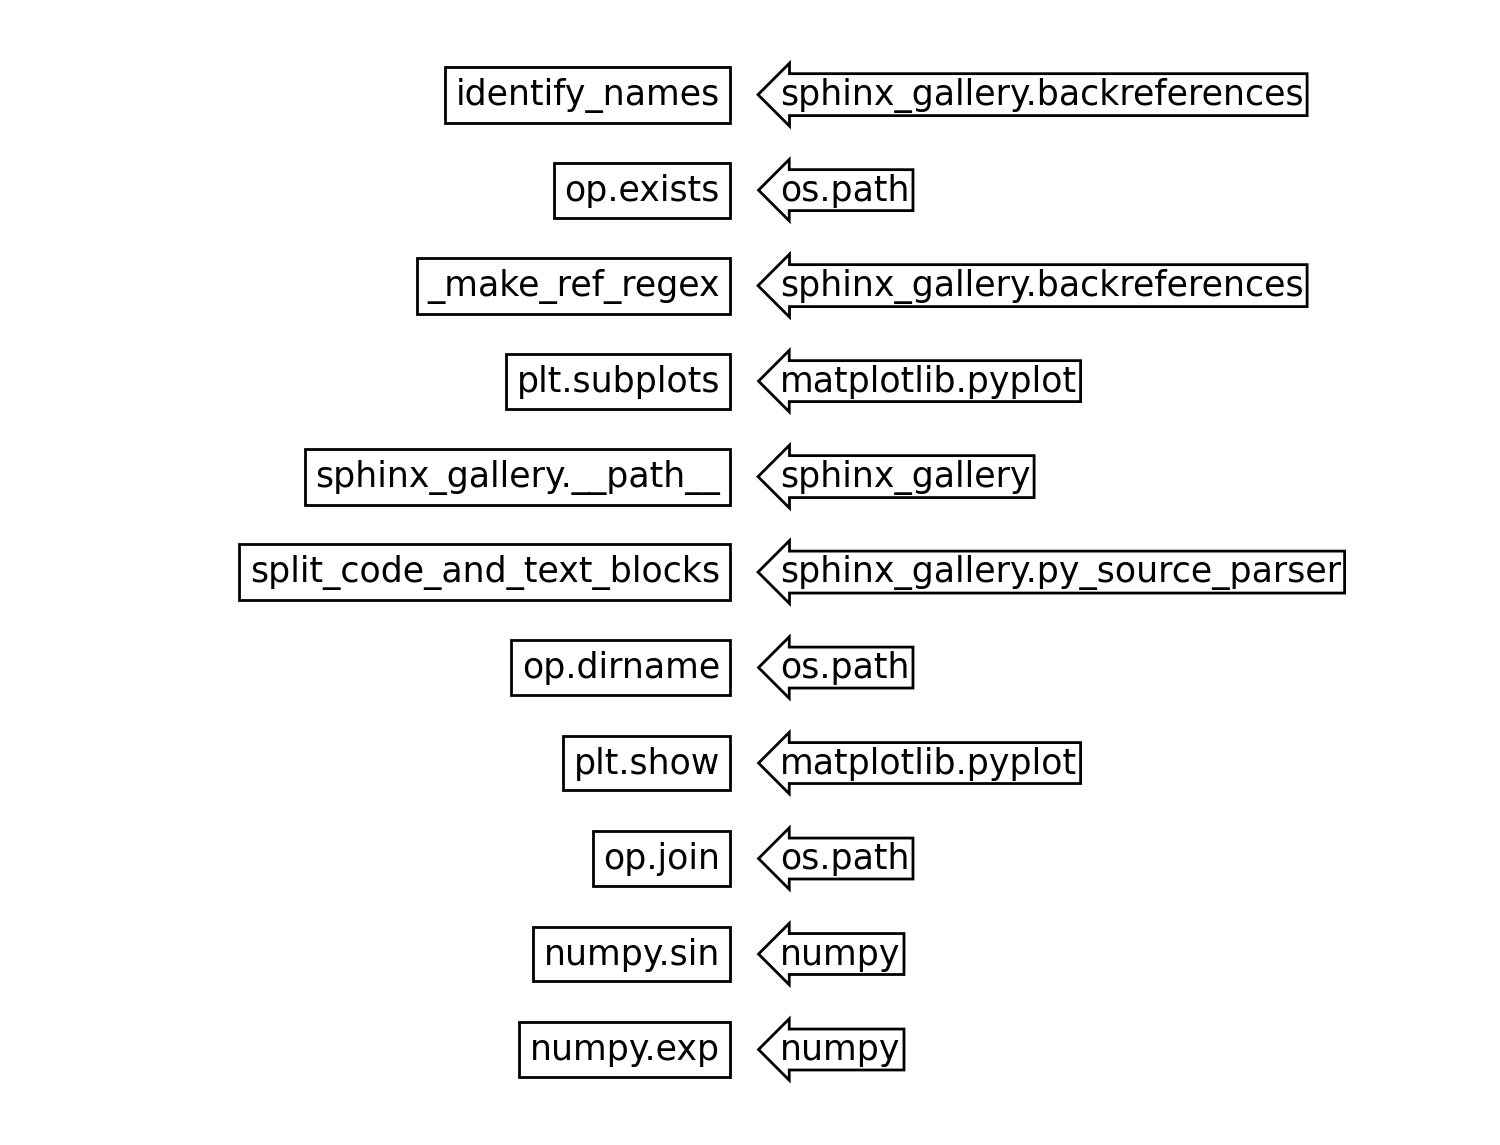 identify_names sphinx_gallery.backreferences
op.exists os.path
_make_ref_regex sphinx_gallery.backreferences
plt.subplots matplotlib.pyplot
sphinx_gallery.__path__ sphinx_gallery
split_code_and_text_blocks sphinx_gallery.py_source_parser
op.dirname os.path
plt.show matplotlib.pyplot
op.join os.path
numpy.sin numpy
numpy.exp numpy